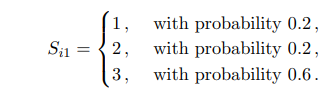 1 , with probability 0.2 ,
S_{i1} = { 2 , with probability 0.2 ,
3 , with probability 0.6 .